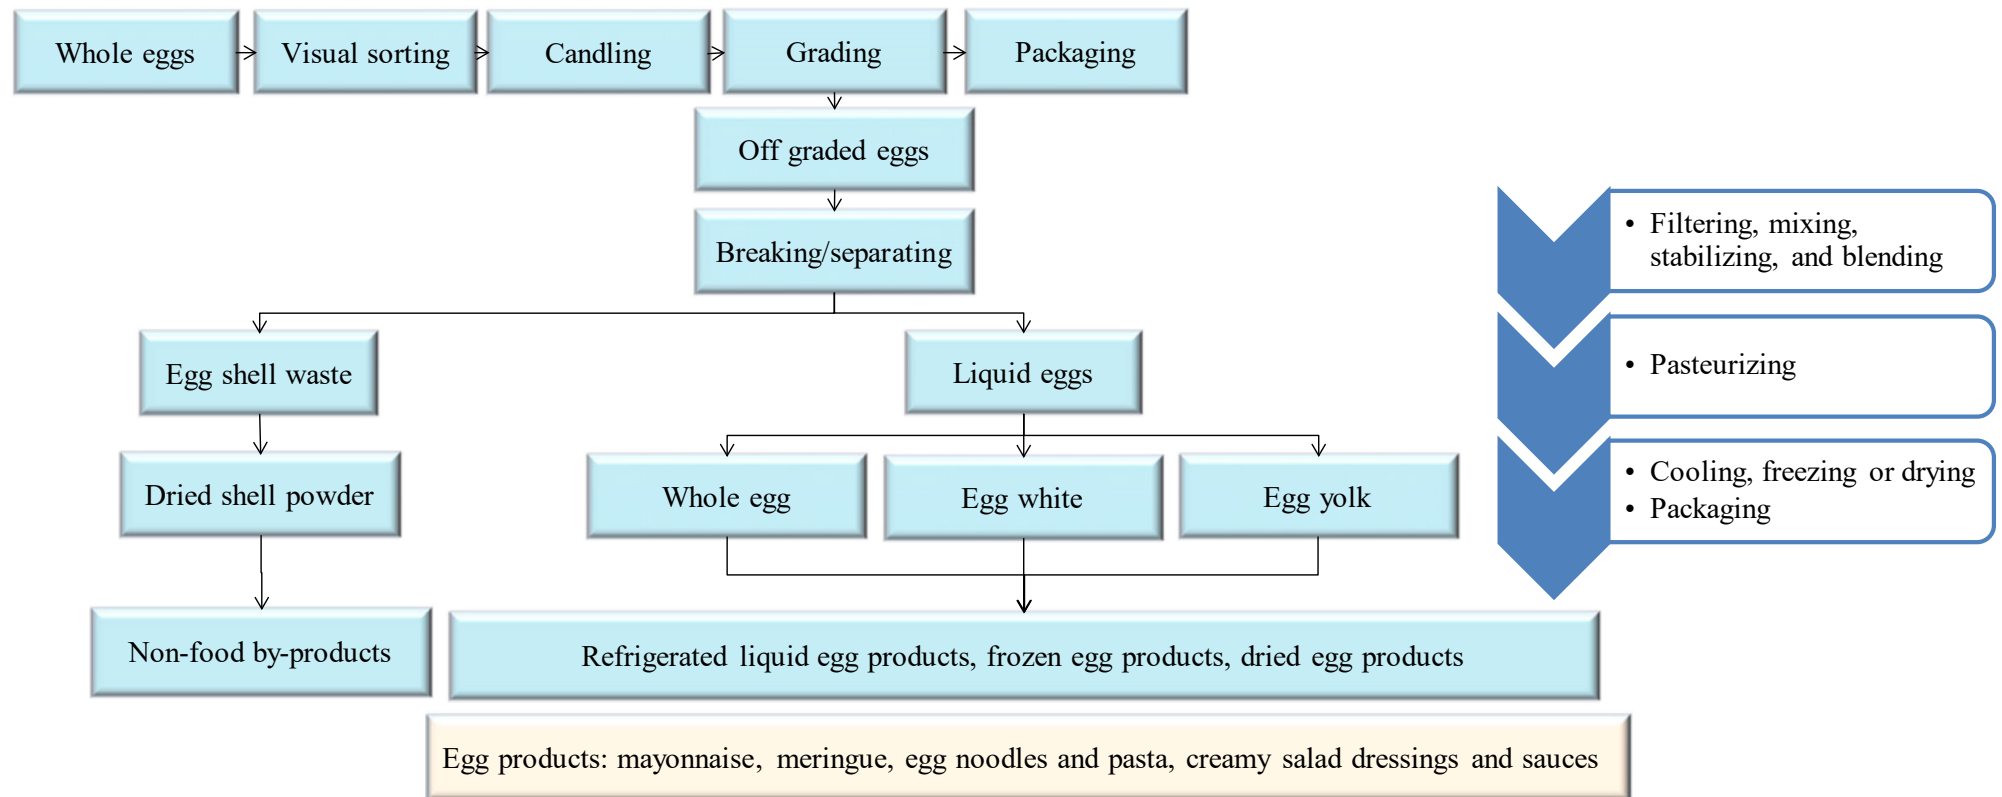 Whole eggs
Visual sorting
Candling
Grading
Packaging
Off graded eggs
Breaking/separating
Egg shell waste
Liquid eggs
Dried shell powder
Whole egg
Egg white
Egg yolk
Non-food by-products
Refrigerated liquid egg products, frozen egg products, dried egg products
Egg products: mayonnaise, meringue, egg noodles and pasta, creamy salad dressings and sauces
• Filtering, mixing,
stabilizing, and blending
• Pasteurizing
• Cooling, freezing or drying
• Packaging